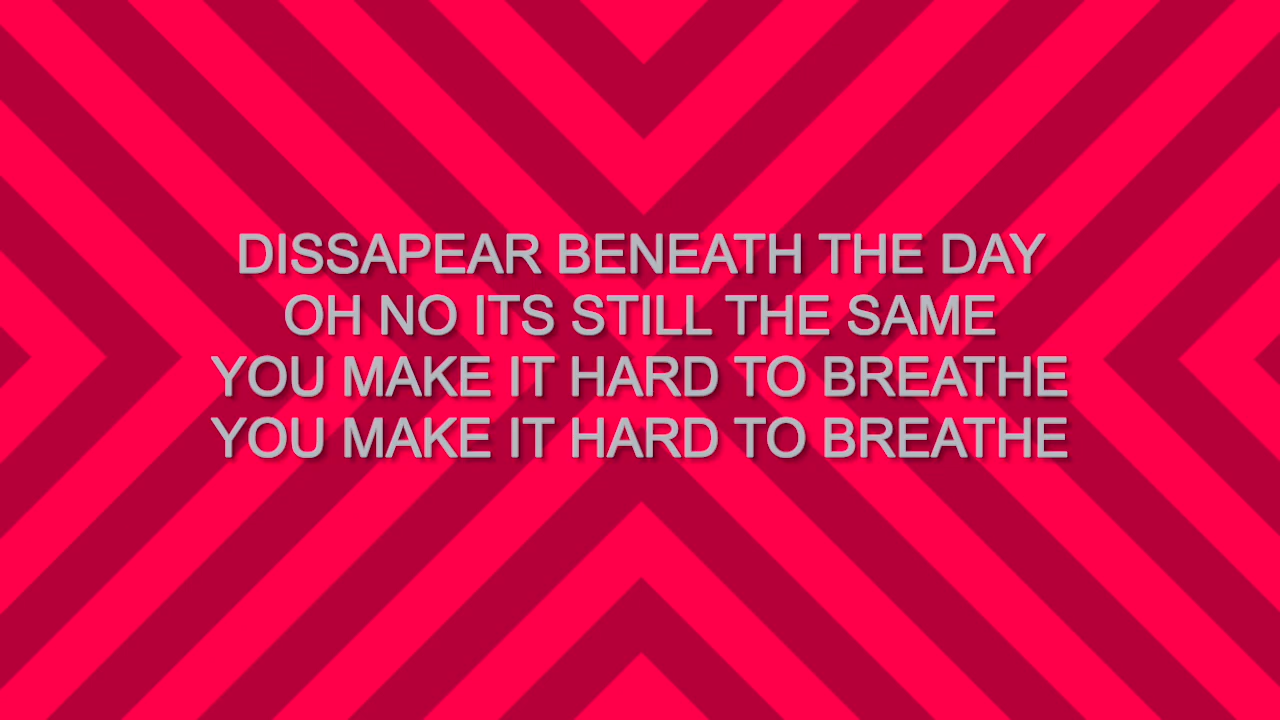 DISSAPEAR BENEATH THE DAY
OH NO ITS STILL THE SAME
YOU MAKE IT HARD TO BREATHE
YOU MAKE IT HARD TO BREATHE